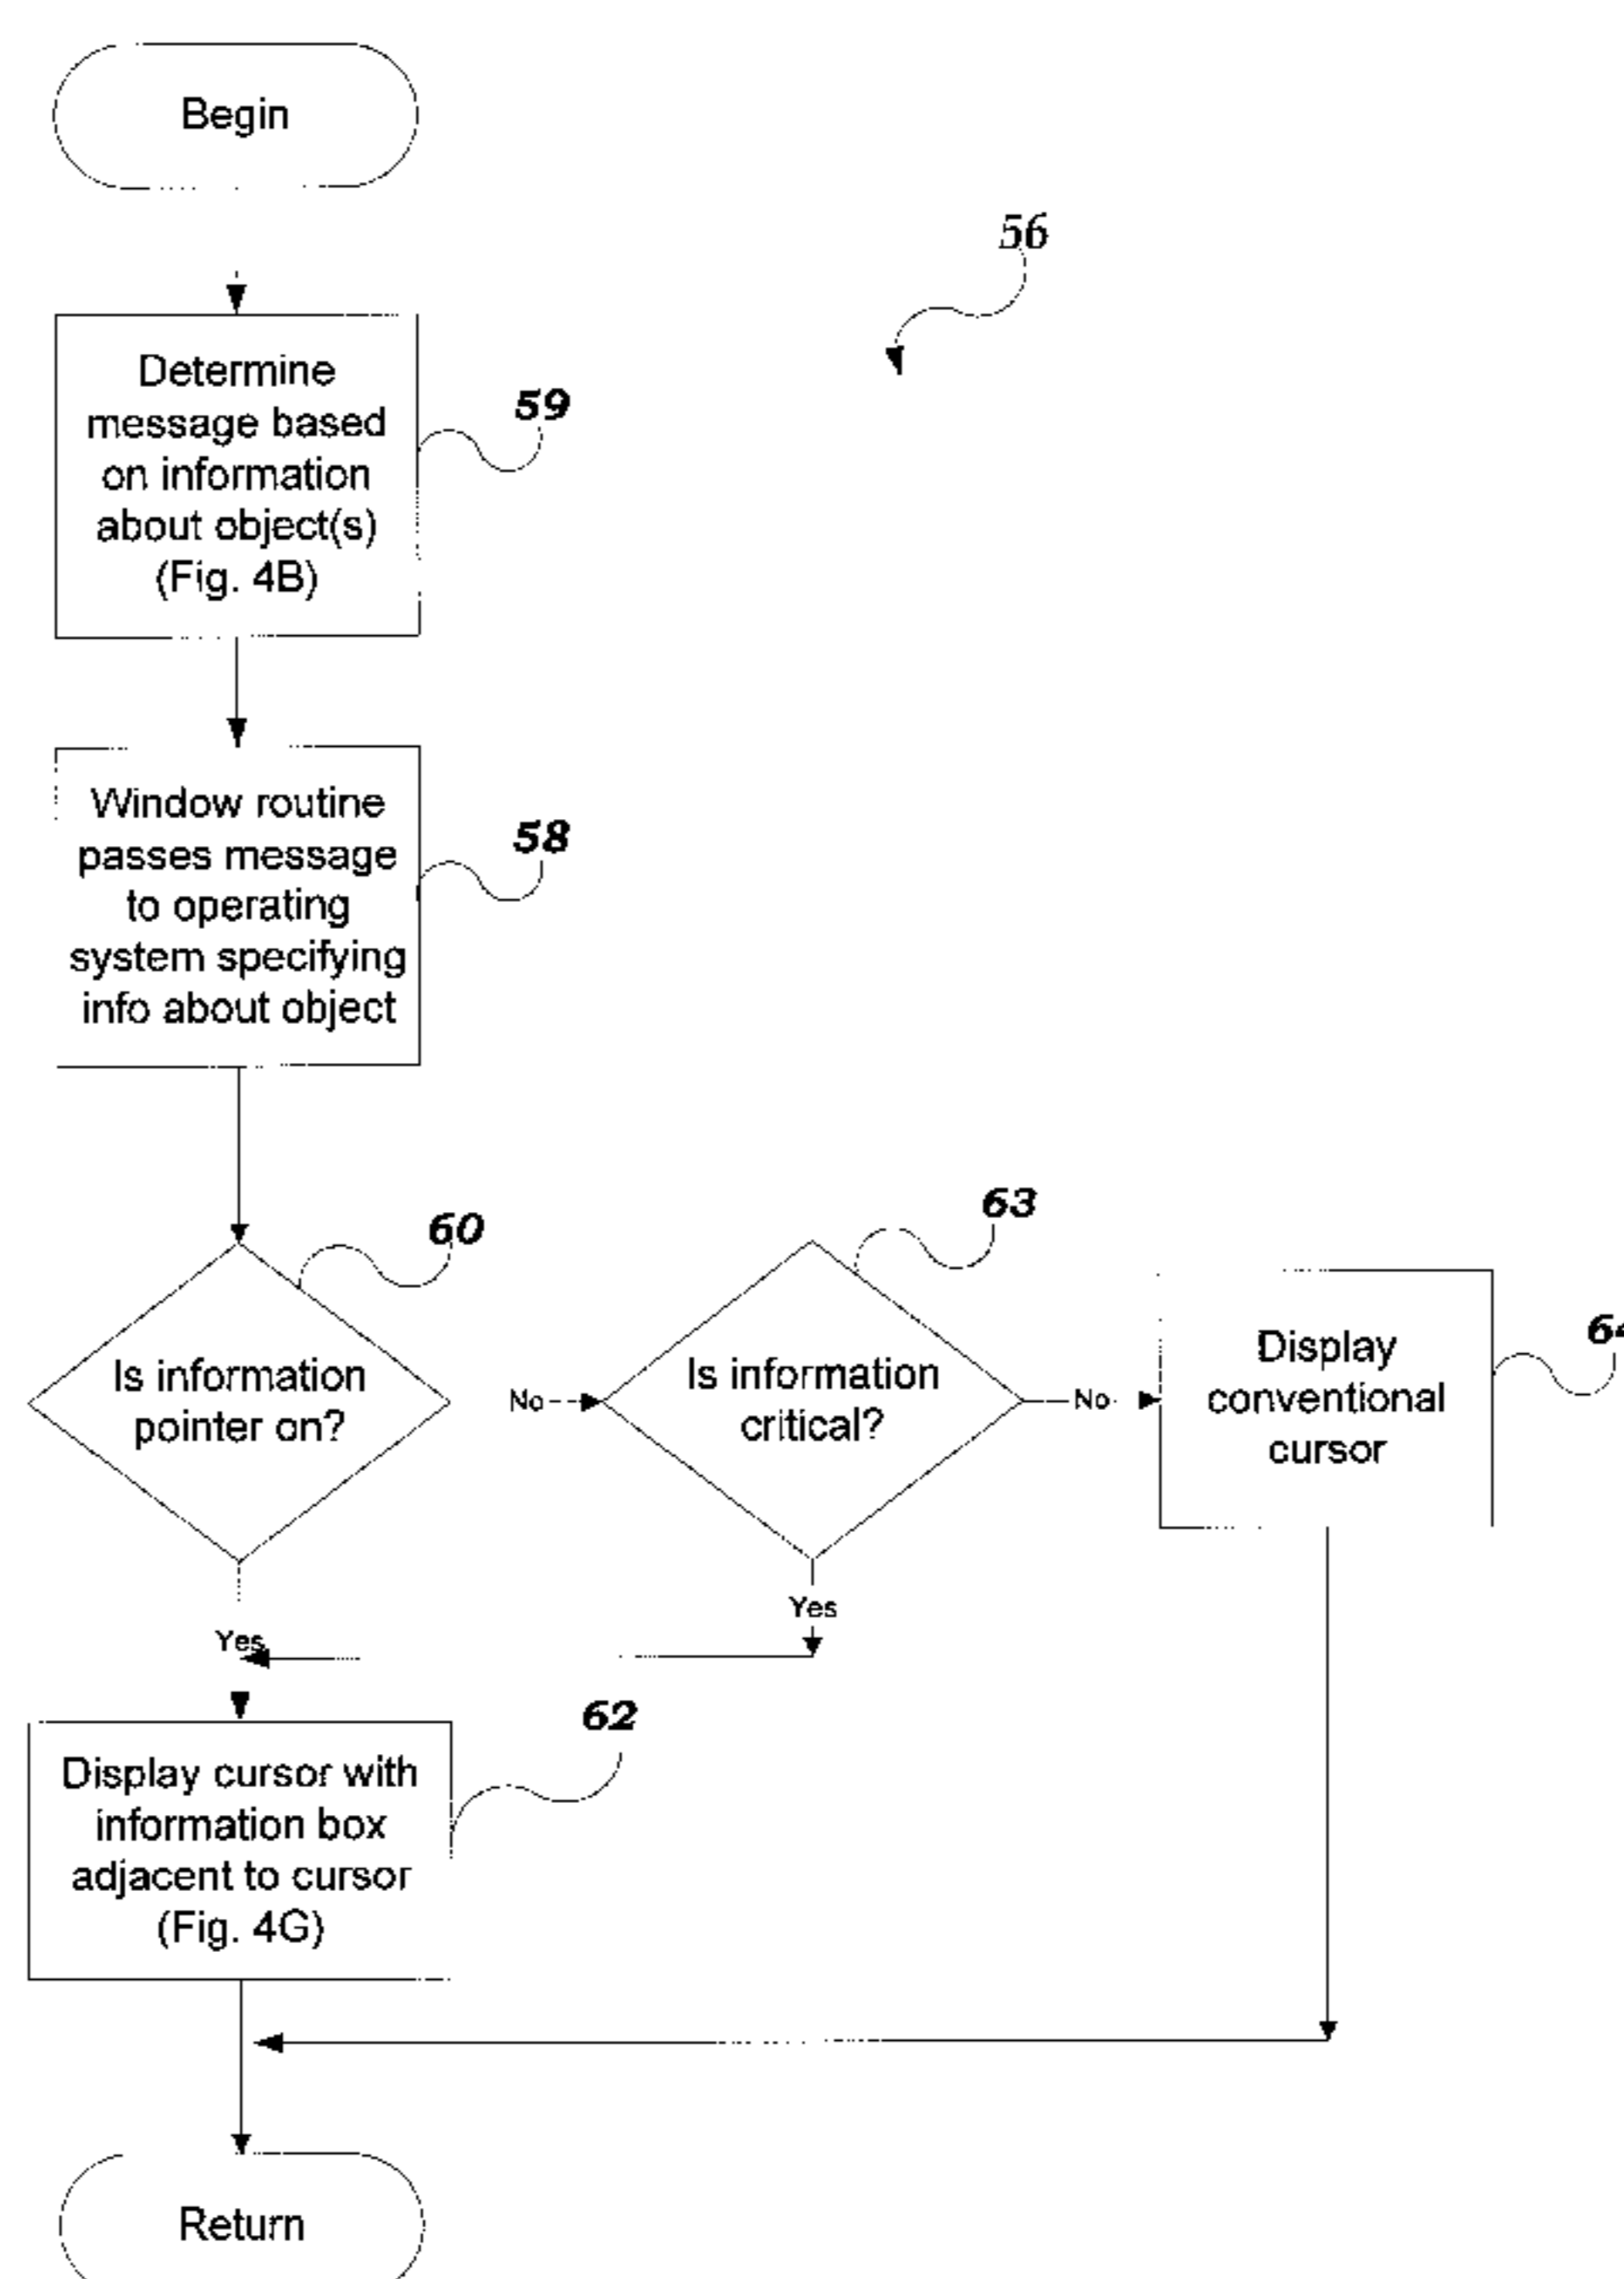 Begin
56
Determine
message based
on information
about object(s)
(Fig. 4B)
59
Window routine
passes message
to operating
system specifying
info about object
58
60
Is information
pointer on?
No
63
Is information
critical?
No
Display
conventional
cursor
64
Yes
Yes
62
Display cursor with
information box
adjacent to cursor
(Fig. 4G)
Return